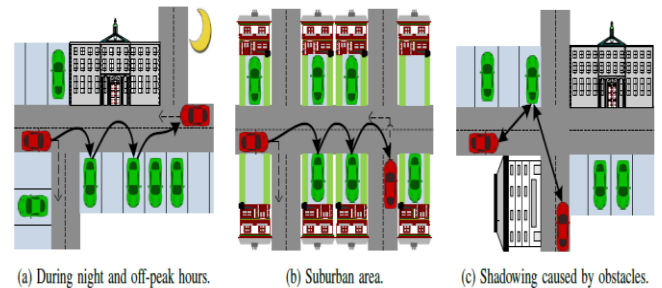 (a) During night and off-peak hours.
(b) Suburban area.
(c) Shadowing caused by obstacles.